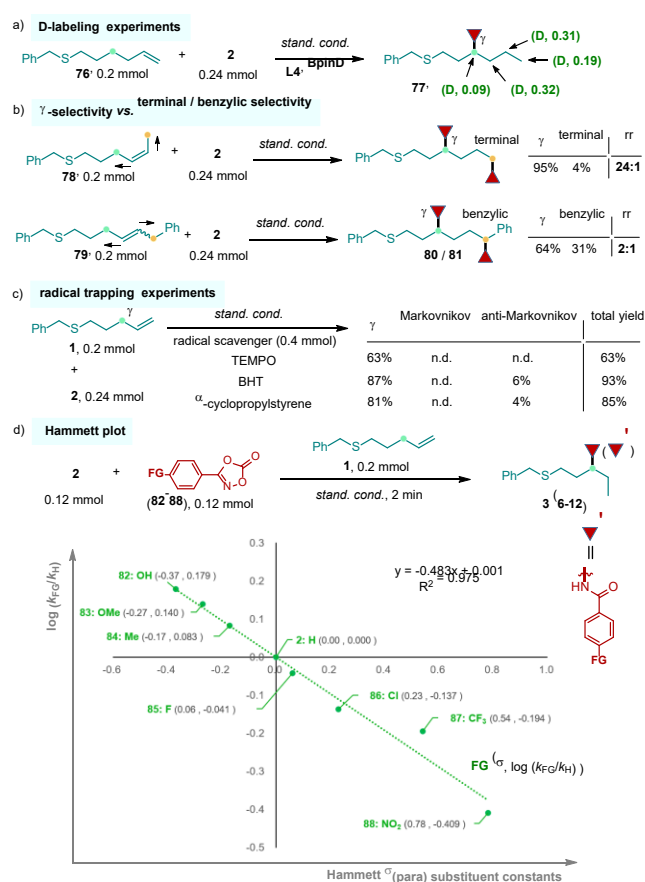 a) D-labeling experiments
Ph S + 2 stand. cond. Ph S γ (D, 0.31)
76, 0.2 mmol 0.24 mmol L4, BpinD 77, (D, 0.09) (D, 0.32) (D, 0.19)
b) γ-selectivity vs. terminal / benzylic selectivity
Ph S + 2 stand. cond. Ph S γ terminal γ terminal rr
78, 0.2 mmol 0.24 mmol 95% 4% 24:1
Ph S Ph + 2 stand. cond. Ph S γ benzylic Ph γ benzylic rr
79, 0.2 mmol 0.24 mmol 80 / 81 64% 31% 2:1
c) radical trapping experiments
Ph S γ stand. cond. γ Markovnikov anti-Markovnikov total yield
1, 0.2 mmol radical scavenger (0.4 mmol)
+ TEMPO 63% n.d. n.d. 63%
BHT 87% n.d. 6% 93%
2, 0.24 mmol α-cyclopropylstyrene 81% n.d. 4% 85%
d) Hammett plot
2 + FG O O O N Ph S
0.12 mmol (82-88), 0.12 mmol 1, 0.2 mmol
stand. cond., 2 min
Ph S ( ' )
3 (6-12)
'
=
HN O
FG
y = -0.483x + 0.001
R2 = 0.975
log (kFG/kH)
0.3
0.2
0.1
0.0
-0.1
-0.2
-0.3
-0.4
-0.5
-0.6 -0.4 -0.2 0.0 0.2 0.4 0.6 0.8 1.0
82: OH (-0.37, 0.179)
83: OMe (-0.27, 0.140)
84: Me (-0.17, 0.083)
2: H (0.00, 0.000)
85: F (0.06, -0.041)
86: Cl (0.23, -0.137)
87: CF3 (0.54, -0.194)
FG (σ, log (kFG/kH) )
88: NO2 (0.78, -0.409)
Hammett σ(para) substituent constants